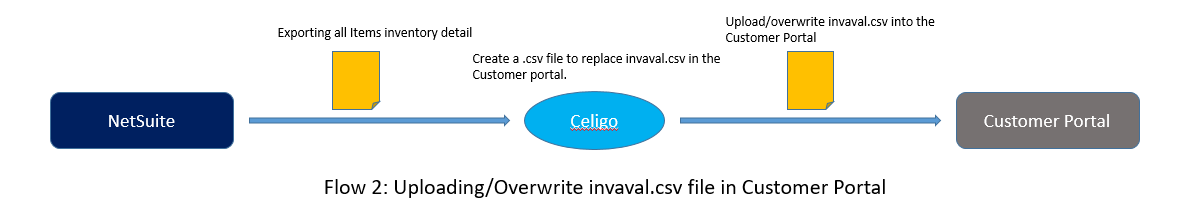 Exporting all Items inventory detail
Upload/overwrite invaval.csv into the
Customer Portal
Create a .csv file to replace invaval.csv in the
Customer portal.
NetSuite
Celigo
Customer Portal
Flow 2: Uploading/Overwrite invaval.csv file in Customer Portal